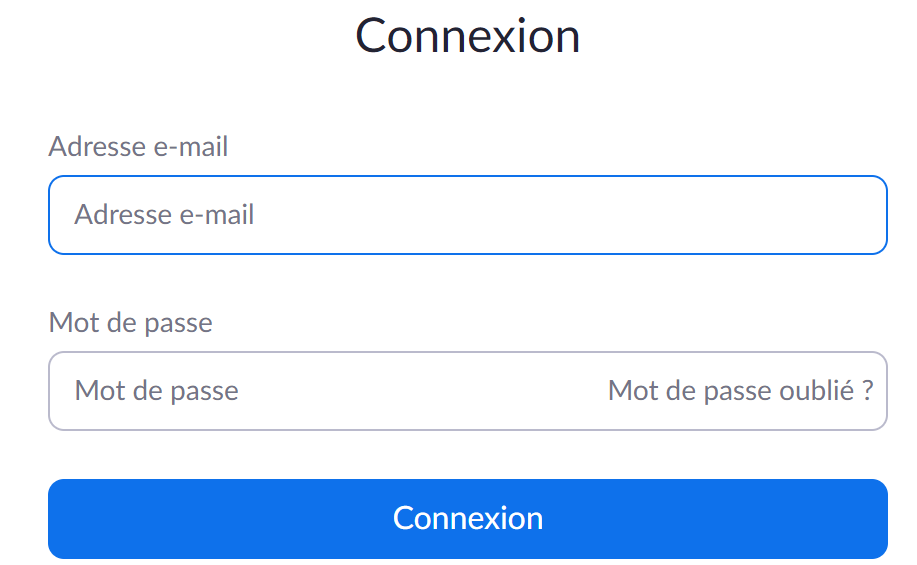 Connexion
Adresse e-mail
Adresse e-mail
Mot de passe
Mot de passe Mot de passe oublié ?
Connexion